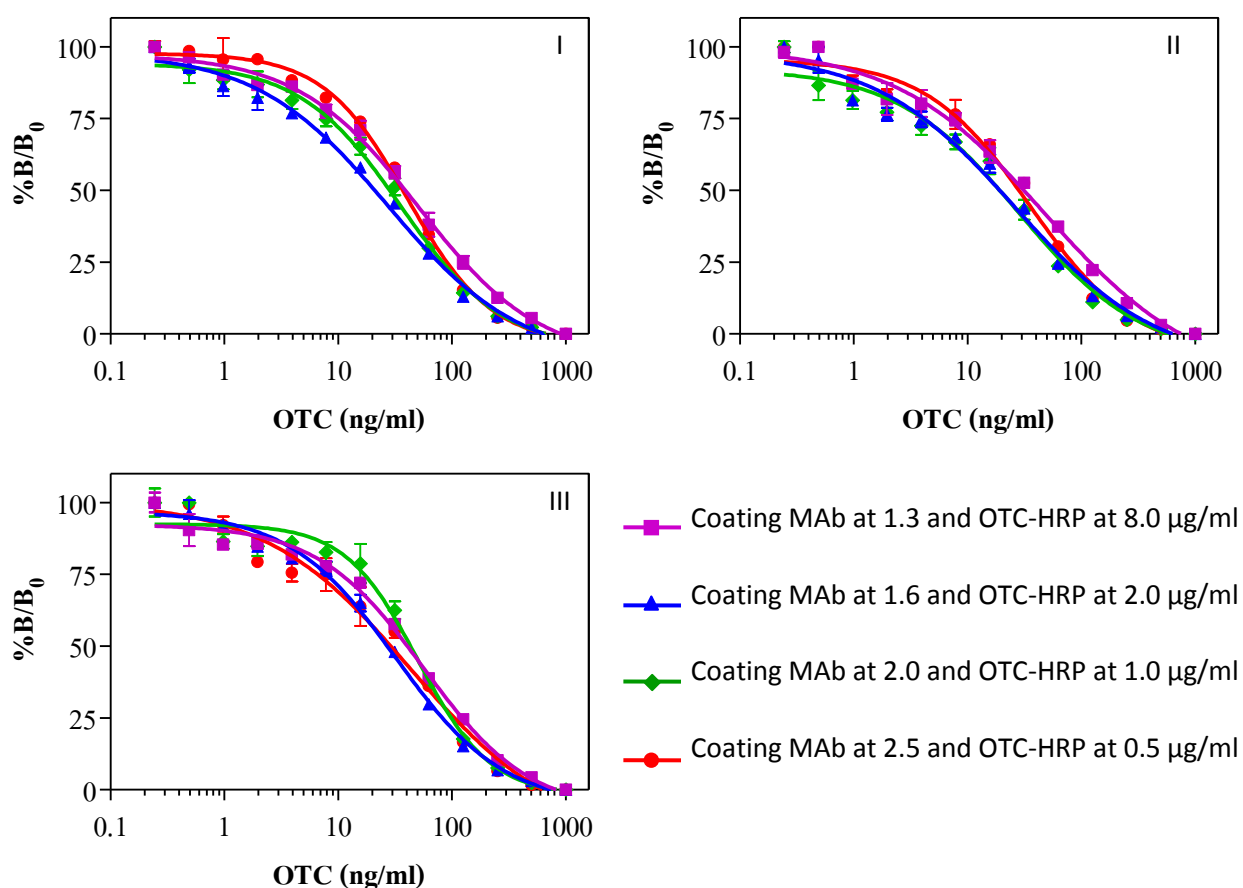 I
100
75
50
25
0
%B/B0
0.1 1 10 100 1000
OTC (ng/ml)
II
100
75
50
25
0
%B/B0
0.1 1 10 100 1000
OTC (ng/ml)
III
100
75
50
25
0
%B/B0
0.1 1 10 100 1000
OTC (ng/ml)
Coating MAb at 1.3 and OTC-HRP at 8.0 µg/ml
Coating MAb at 1.6 and OTC-HRP at 2.0 µg/ml
Coating MAb at 2.0 and OTC-HRP at 1.0 µg/ml
Coating MAb at 2.5 and OTC-HRP at 0.5 µg/ml